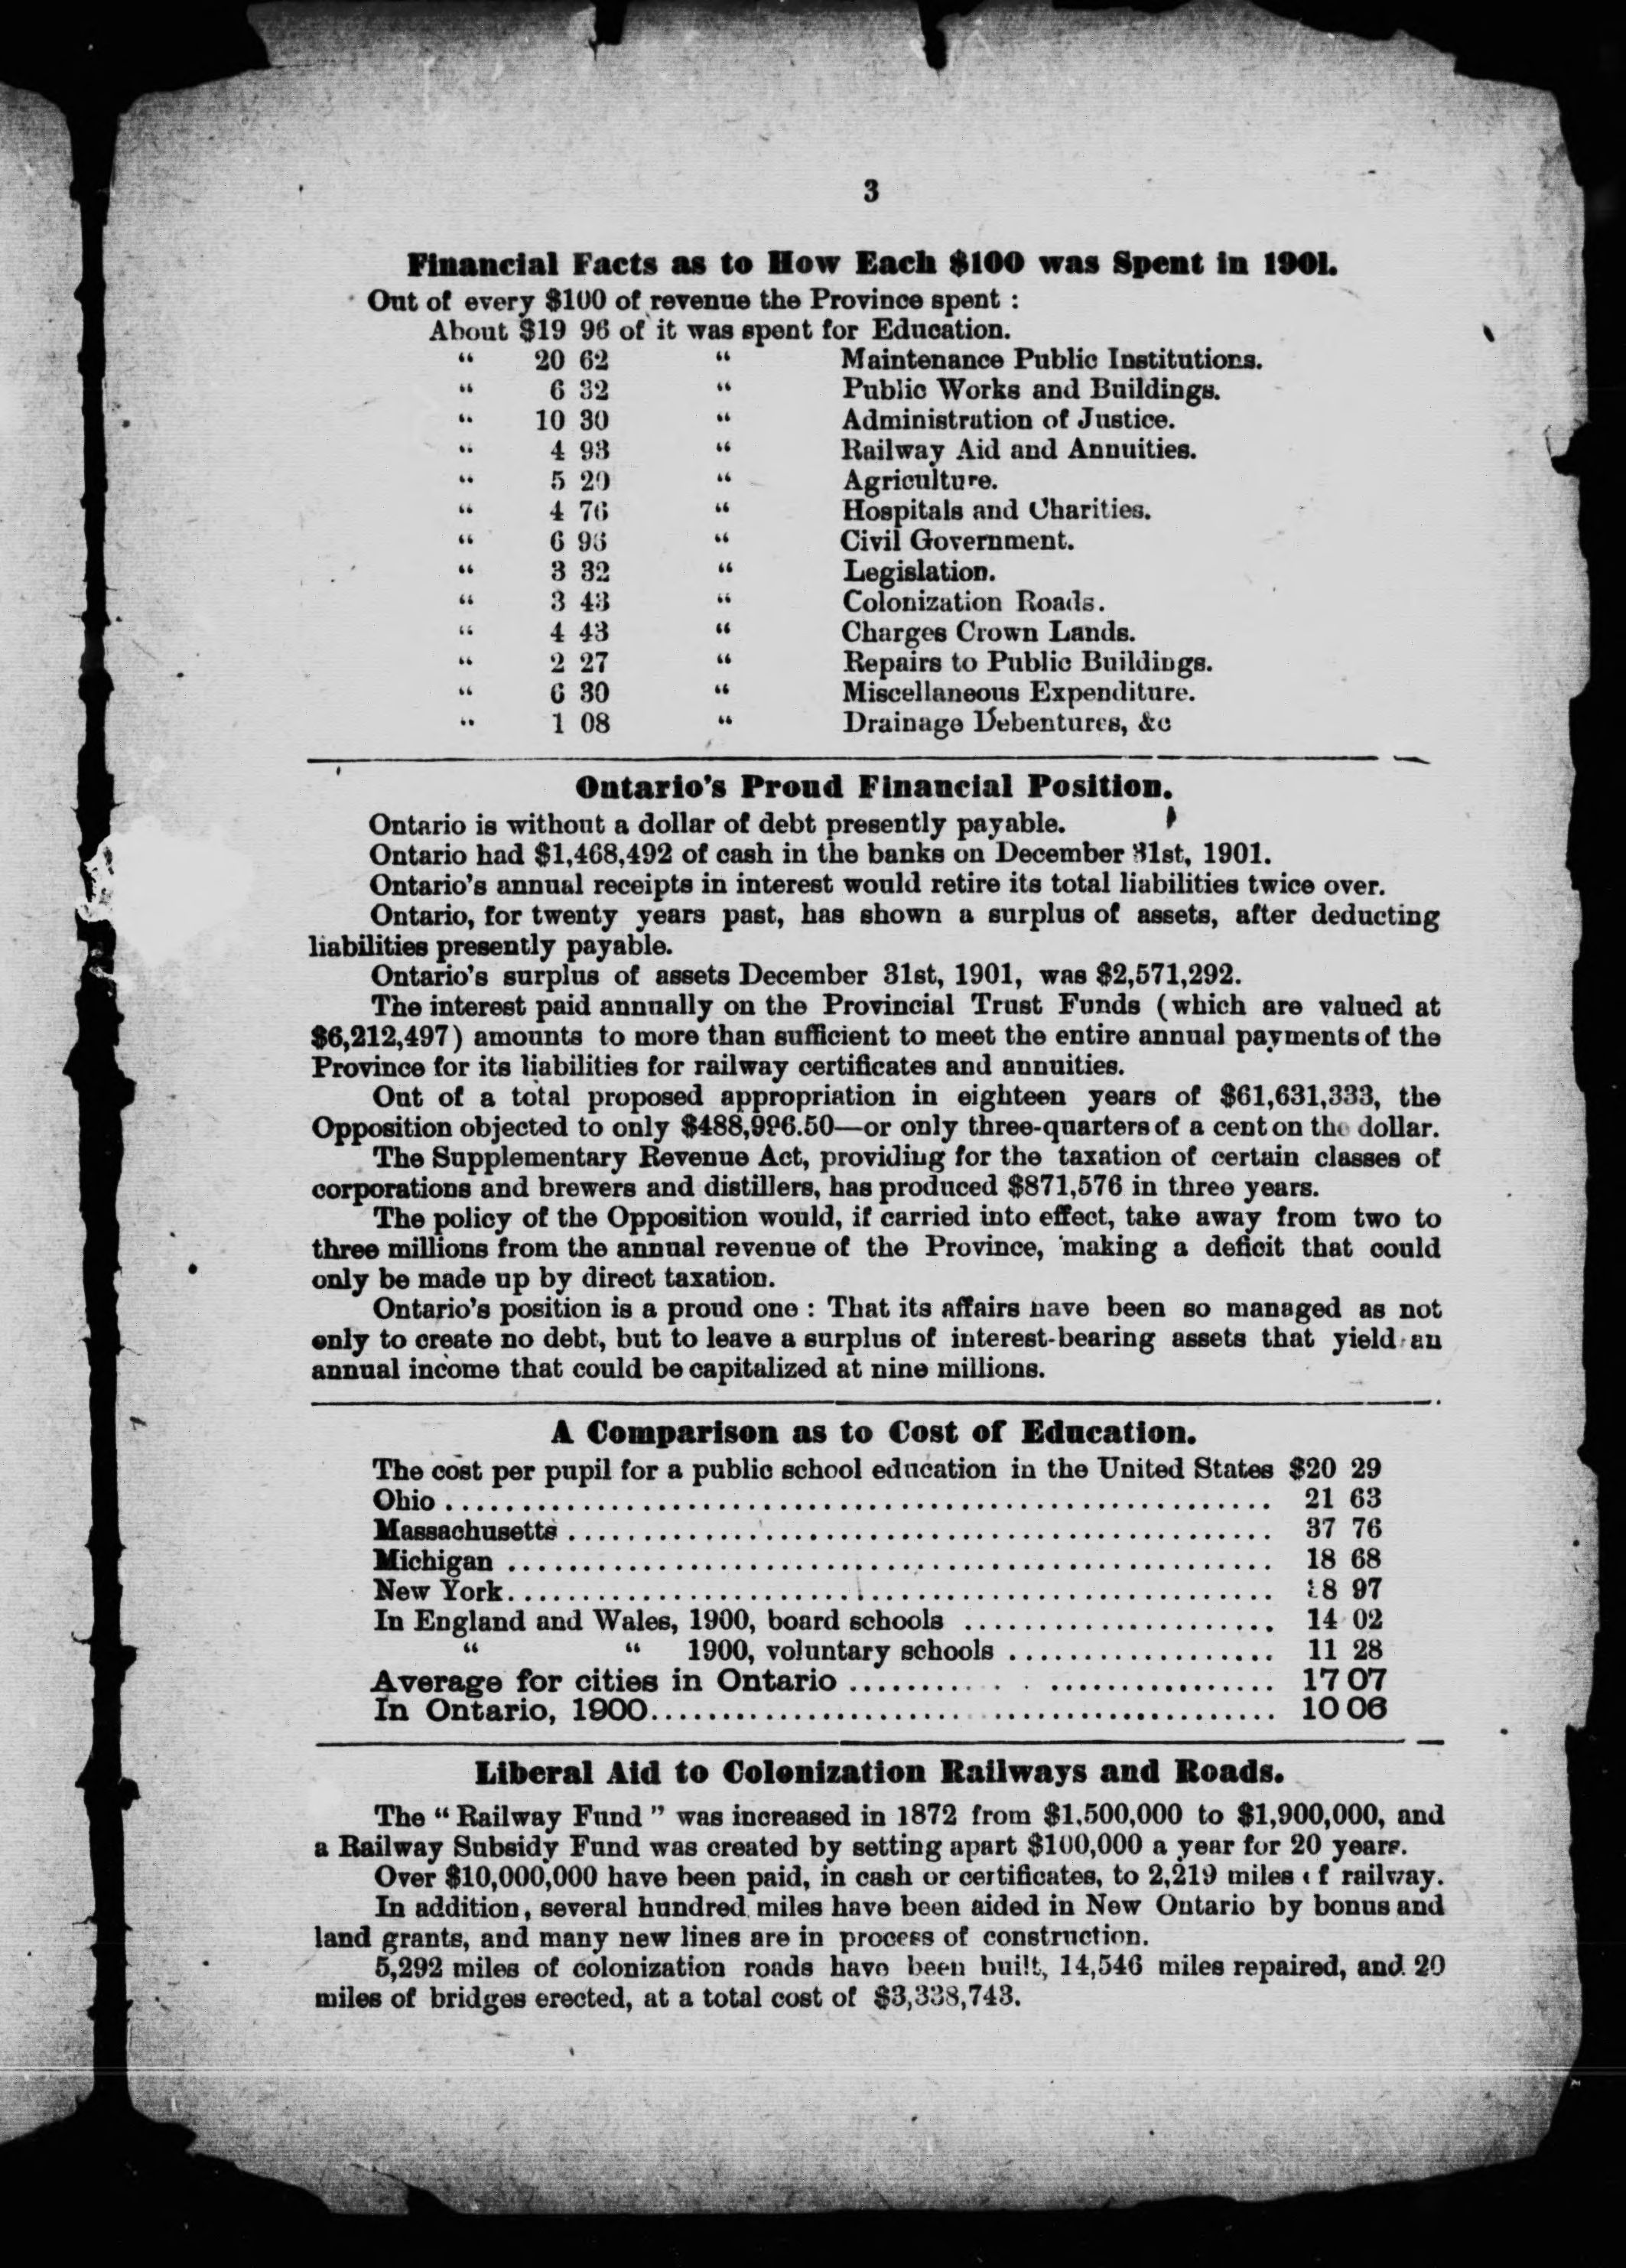 3
Financial Facts as to How Each $100 was Spent in 1901.
Out of every $100 of revenue the Province spent :
About $19 96 of it was spent for Education.
“ 20 62 “ Maintenance Public Institutions.
“ 6 32 “ Public Works and Buildings.
“ 10 30 “ Administration of Justice.
“ 4 93 “ Railway Aid and Annuities.
“ 5 20 “ Agriculture.
“ 4 76 “ Hospitals and Charities.
“ 6 96 “ Civil Government.
“ 3 32 “ Legislation.
“ 3 43 “ Colonization Roads.
“ 4 43 “ Charges Crown Lands.
“ 2 27 “ Repairs to Public Buildings.
“ 6 30 “ Miscellaneous Expenditure.
“ 1 08 “ Drainage Debentures, &c
Ontario's Proud Financial Position.
Ontario is without a dollar of debt presently payable.
Ontario had $1,468,492 of cash in the banks on December 31st, 1901.
Ontario's annual receipts in interest would retire its total liabilities twice over.
Ontario, for twenty years past, has shown a surplus of assets, after deducting
liabilities presently payable.
Ontario's surplus of assets December 31st, 1901, was $2,571,292.
The interest paid annually on the Provincial Trust Funds (which are valued at
$6,212,497) amounts to more than sufficient to meet the entire annual payments of the
Province for its liabilities for railway certificates and annuities.
Out of a total proposed appropriation in eighteen years of $61,631,333, the
Opposition objected to only $488,996.50—or only three-quarters of a cent on the dollar.
The Supplementary Revenue Act, providing for the taxation of certain classes of
corporations and brewers and distillers, has produced $871,576 in three years.
The policy of the Opposition would, if carried into effect, take away from two to
three millions from the annual revenue of the Province, making a deficit that could
only be made up by direct taxation.
Ontario's position is a proud one : That its affairs have been so managed as not
only to create no debt, but to leave a surplus of interest-bearing assets that yield an
annual income that could be capitalized at nine millions.
A Comparison as to Cost of Education.
The cost per pupil for a public school education in the United States $20 29
Ohio ........ 21 63
Massachusetts ........ 37 76
Michigan ........ 18 68
New York........ 97
In England and Wales, 1900, board schools ........ 14 02
“ “ 1900, voluntary schools ........ 11 28
Average for cities in Ontario ........ 17 07
In Ontario, 1900........ 10 06
Liberal Aid to Colonization Railways and Roads.
The “ Railway Fund ” was increased in 1872 from $1,500,000 to $1,900,000, and
a Railway Subsidy Fund was created by setting apart $100,000 a year for 20 years.
Over $10,000,000 have been paid, in cash or certificates, to 2,219 miles of railway.
In addition, several hundred miles have been aided in New Ontario by bonus and
land grants, and many new lines are in process of construction.
5,292 miles of colonization roads have been built, 14,546 miles repaired, and 20
miles of bridges erected, at a total cost of $3,338,743.